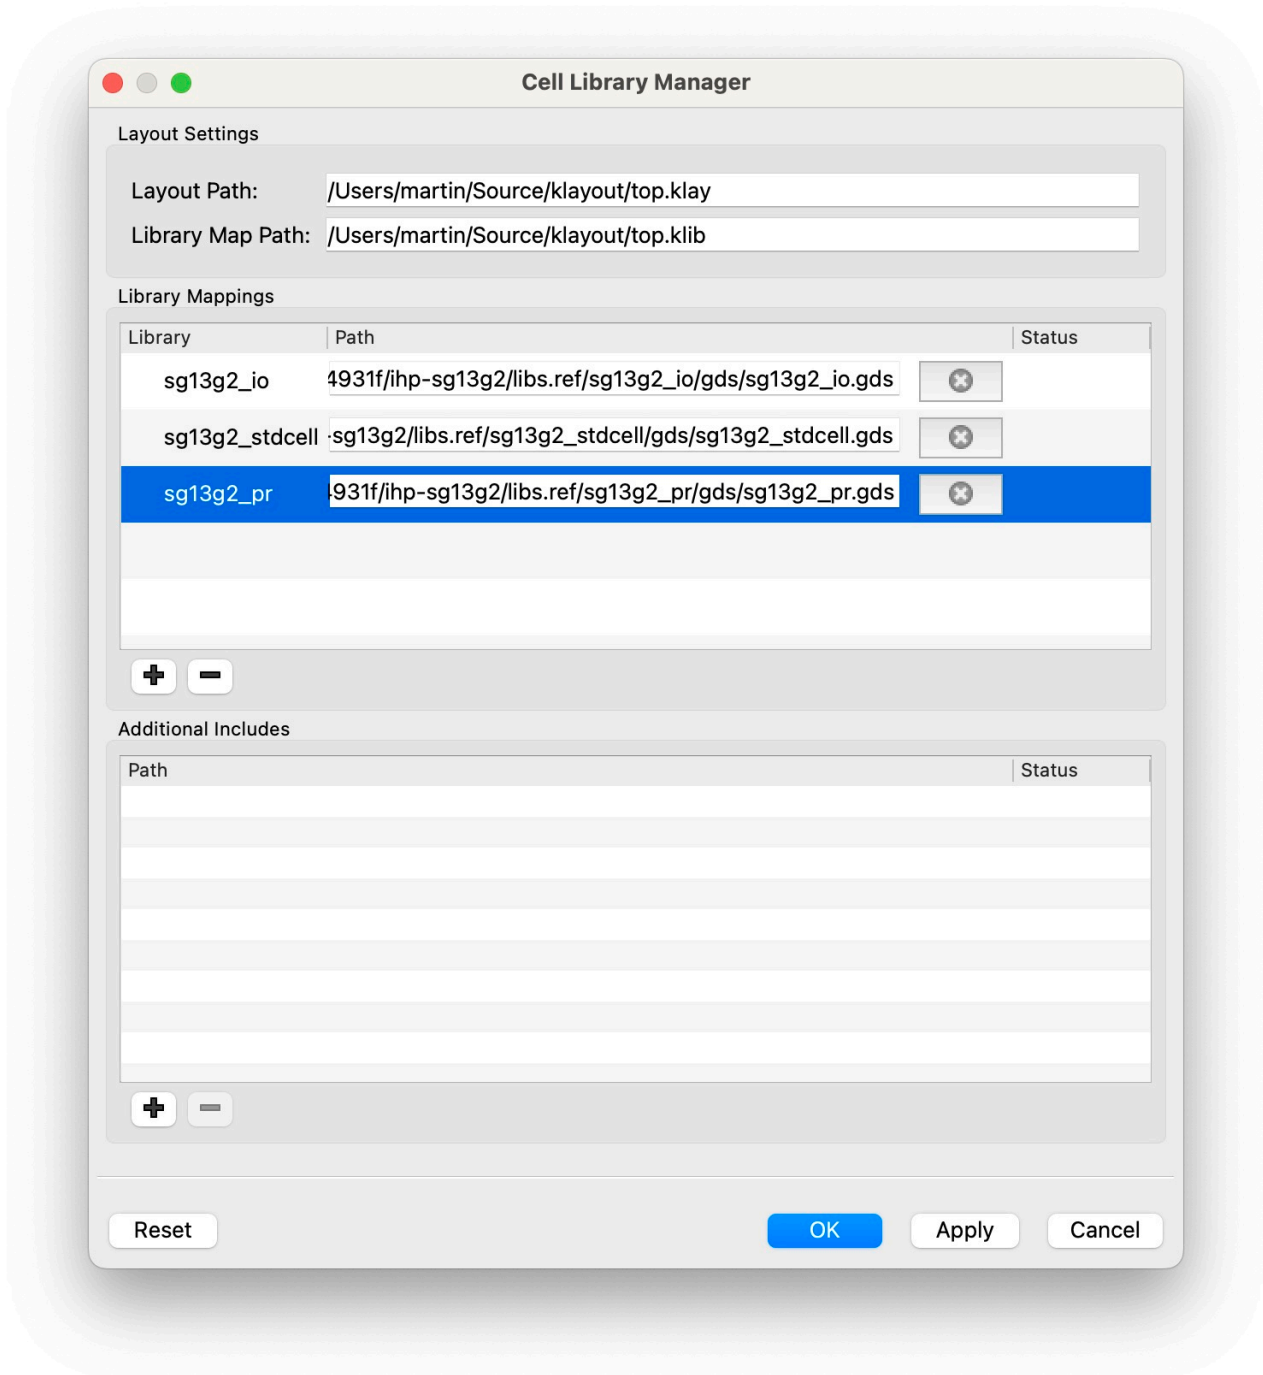 Cell Library Manager
Layout Settings
Layout Path: /Users/martin/Source/klayout/top.klay
Library Map Path: /Users/martin/Source/klayout/top.klib
Library Mappings
Library Path Status
sg13g2_io 4931f/ihp-sg13g2/libs.ref/sg13g2_io/gds/sg13g2_io.gds
sg13g2_stdcell -sg13g2/libs.ref/sg13g2_stdcell/gds/sg13g2_stdcell.gds
sg13g2_pr 4931f/ihp-sg13g2/libs.ref/sg13g2_pr/gds/sg13g2_pr.gds
Additional Includes
Path Status
Reset OK Apply Cancel